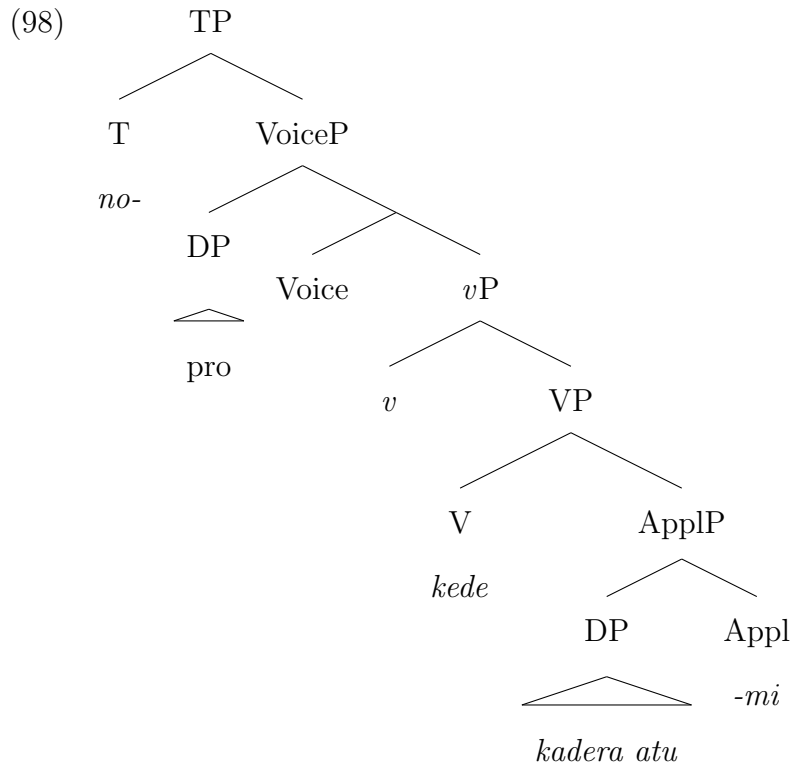 (98)
TP
T VoiceP
no-
DP
Voice vP
pro
v VP
V ApplP
kede
DP Appl
-mi
kadera atu